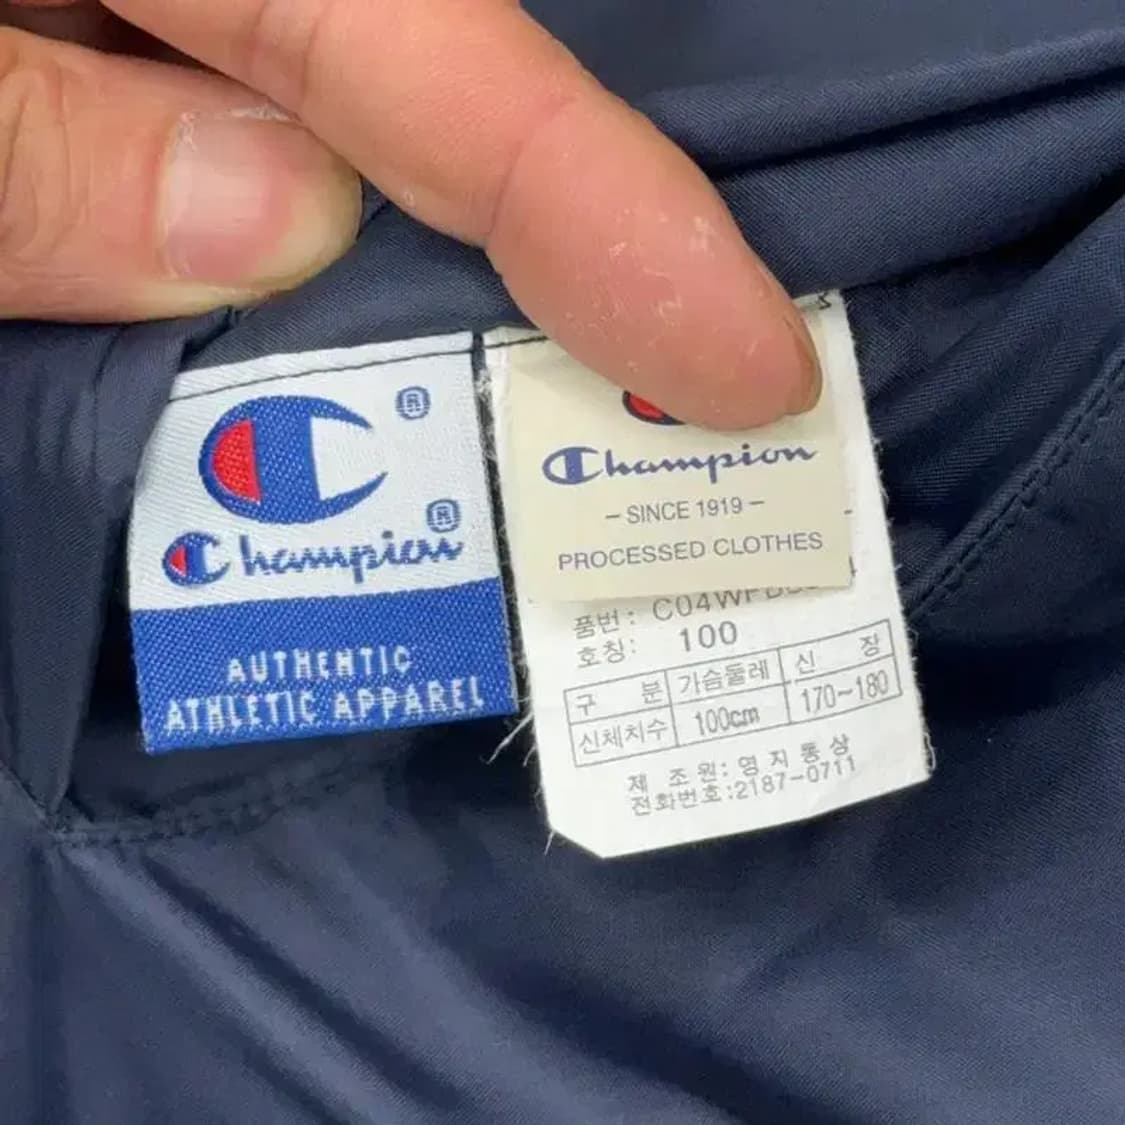 ®
Champion®
AUTHENTIC
ATHLETIC APPAREL
Champion
– SINCE 1919 –
PROCESSED CLOTHES
품번:
호칭: 100
구 분 가슴둘레 신 장
신체치수 100cm 170~180
제 조 원: 영 지 통 상
전화번호:2187-0711